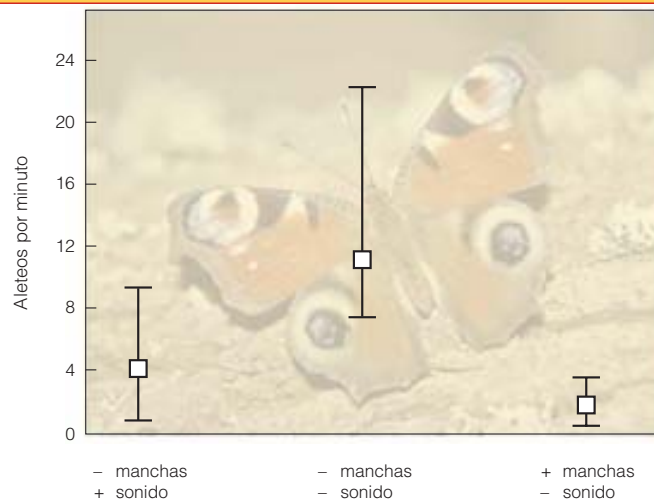 24
20
16
12
8
4
0
Aleteos por minuto
– manchas
+ sonido
– manchas
– sonido
+ manchas
– sonido